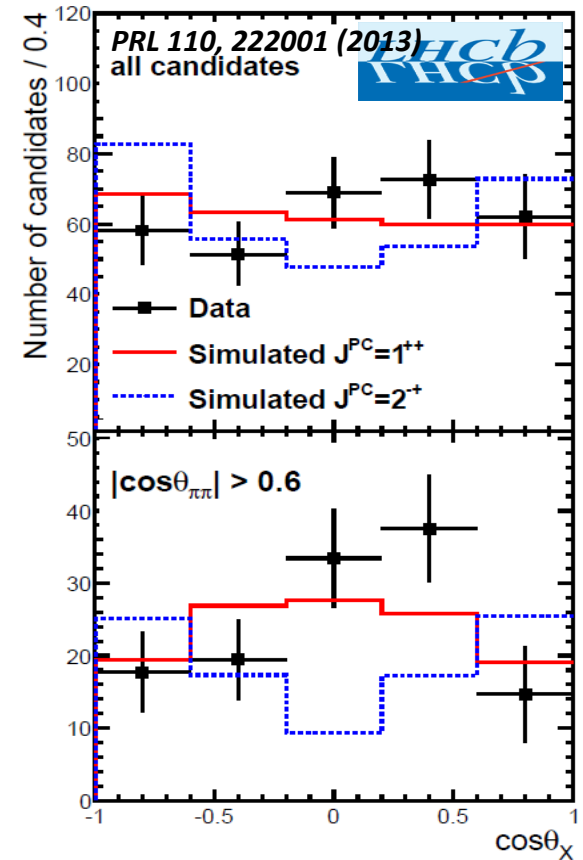 120
PRL 110, 222001 (2013)
LHCb
ГHCp
all candidates
100
80
60
40
20
Number of candidates / 0.4
Data
Simulated J^PC=1^++
Simulated J^PC=2^-+
50
|cosθ_ππ| > 0.6
40
30
20
10
0
-1 -0.5 0 0.5 1
cosθ_X